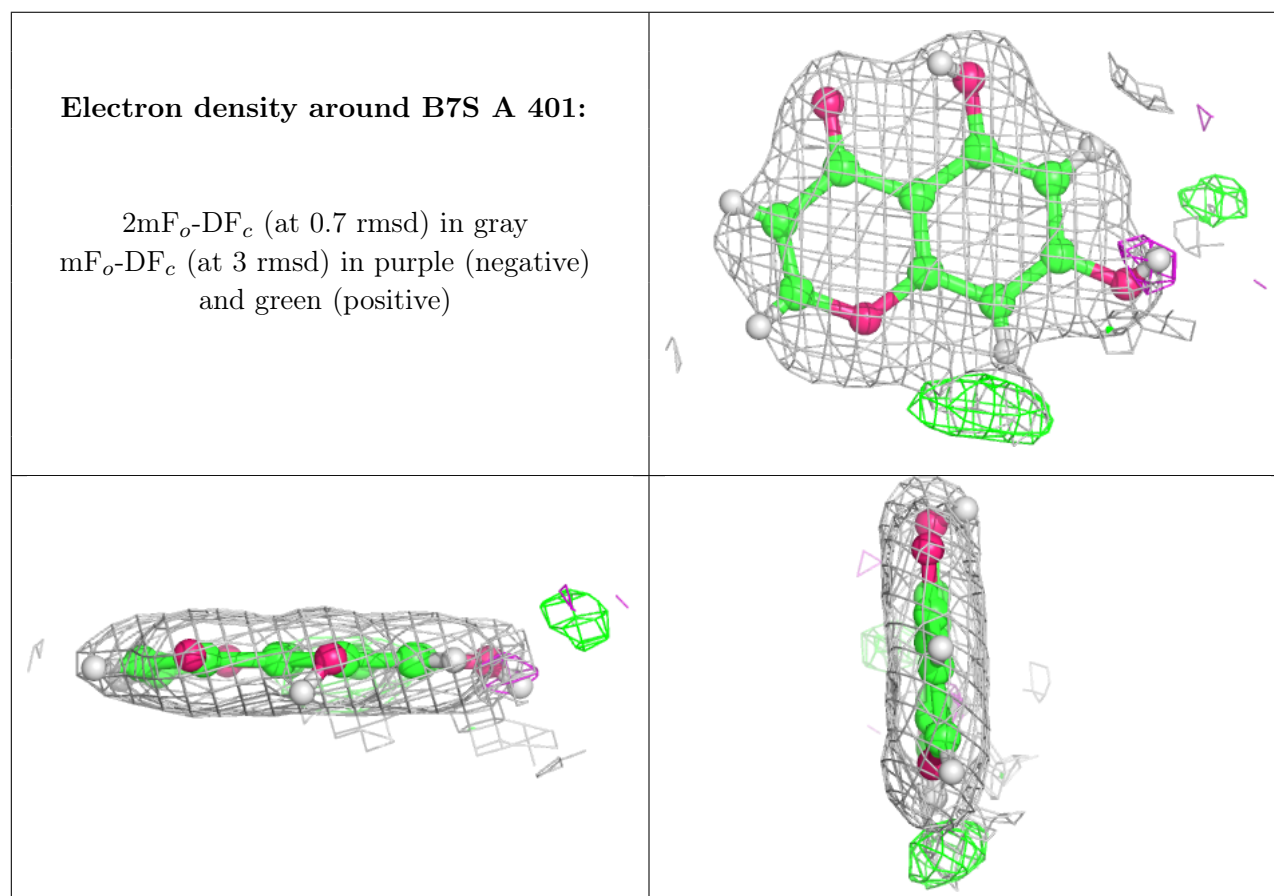 Electron density around B7S A 401:
2mFo-DFc (at 0.7 rmsd) in gray
mFo-DFc (at 3 rmsd) in purple (negative)
and green (positive)